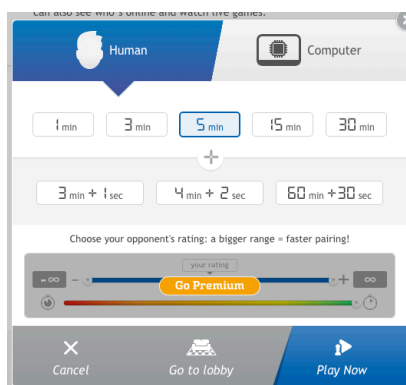 can also see who's online and watch live games.
Human
Computer
1 min
3 min
5 min
15 min
30 min
3 min + 1 sec
4 min + 2 sec
60 min +30 sec
Choose your opponent's rating: a bigger range = faster pairing!
your rating
-∞
−
Go Premium
+
∞
Cancel
Go to lobby
Play Now